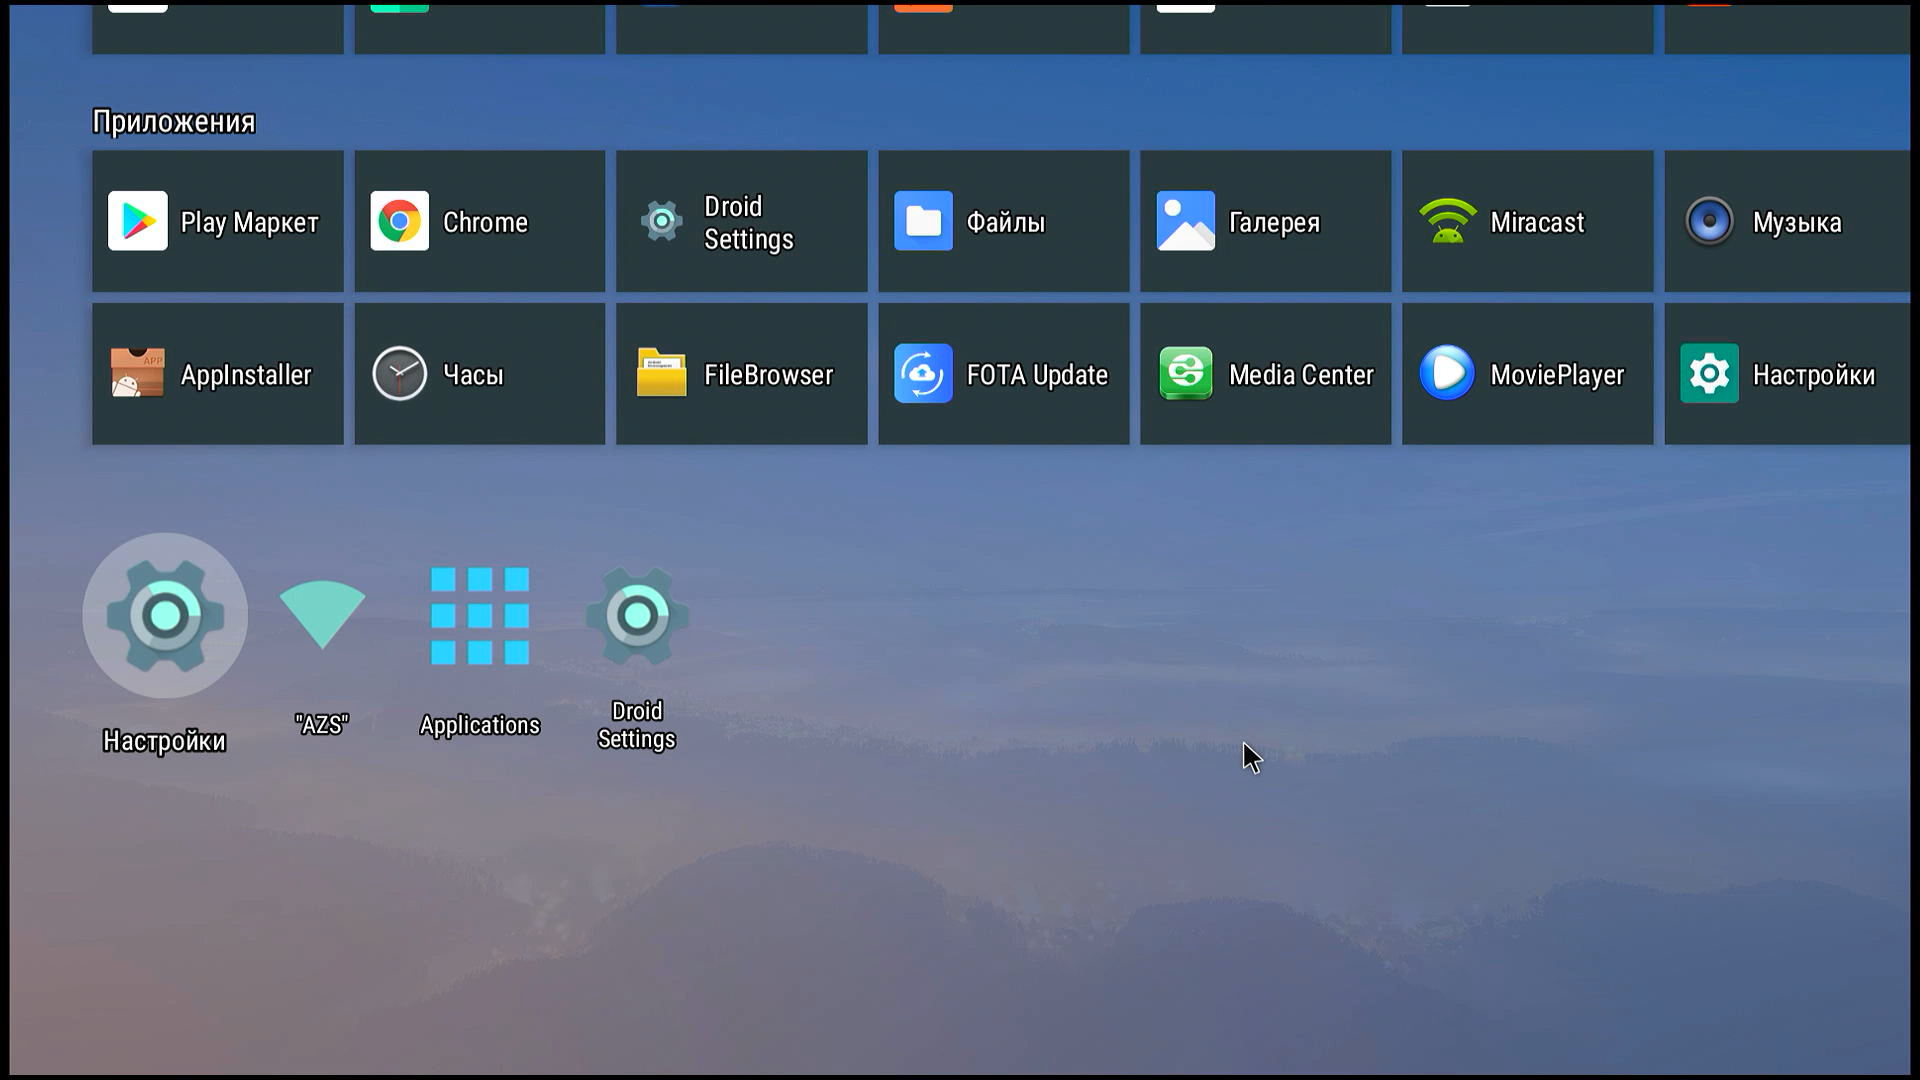 Приложения
Play Маркет
Chrome
Droid
Settings
Файлы
Галерея
Miracast
Музыка
APP
AppInstaller
Часы
FileBrowser
FOTA Update
Media Center
MoviePlayer
Настройки
Настройки
"AZS"
Applications
Droid
Settings